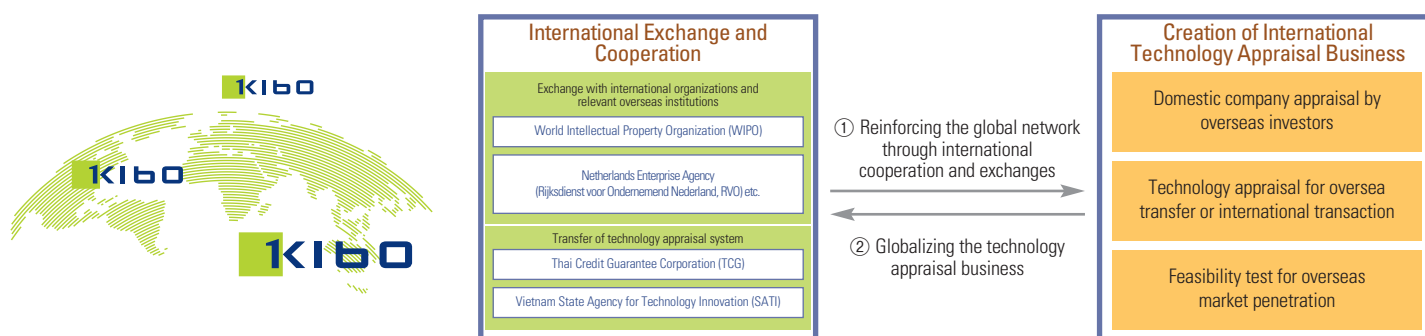 KIBO
KIBO
KIBO
International Exchange and
Cooperation
Exchange with international organizations and
relevant overseas institutions
World Intellectual Property Organization (WIPO)
Netherlands Enterprise Agency
(Rijksdienst voor Ondernemend Nederland, RVO) etc.
Transfer of technology appraisal system
Thai Credit Guarantee Corporation (TCG)
Vietnam State Agency for Technology Innovation (SATI)
① Reinforcing the global network
through international
cooperation and exchanges
② Globalizing the technology
appraisal business
Creation of International
Technology Appraisal Business
Domestic company appraisal by
overseas investors
Technology appraisal for oversea
transfer or international transaction
Feasibility test for overseas
market penetration